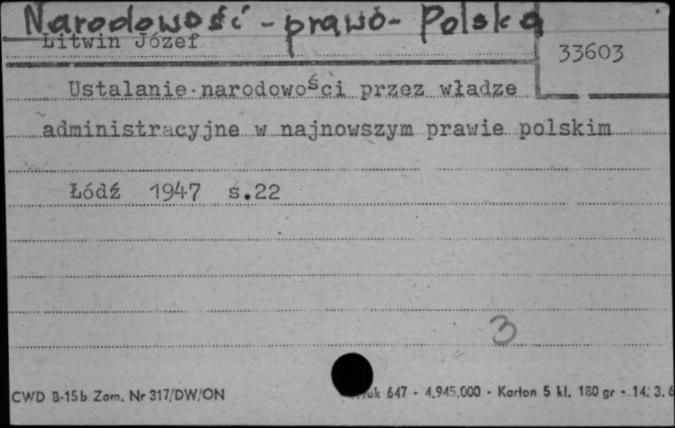 Narodowość - prawo - Polska
Litwin Józef
33603
Ustalanie narodowości przez władze
administracyjne w najnowszym prawie polskim
Łódź 1947 s.22
3
CWD B-15b Zam. Nr 317/DW/ON
647 - 4.945.000 - Karton 5 kl. 180 gr - 14. 3. 6